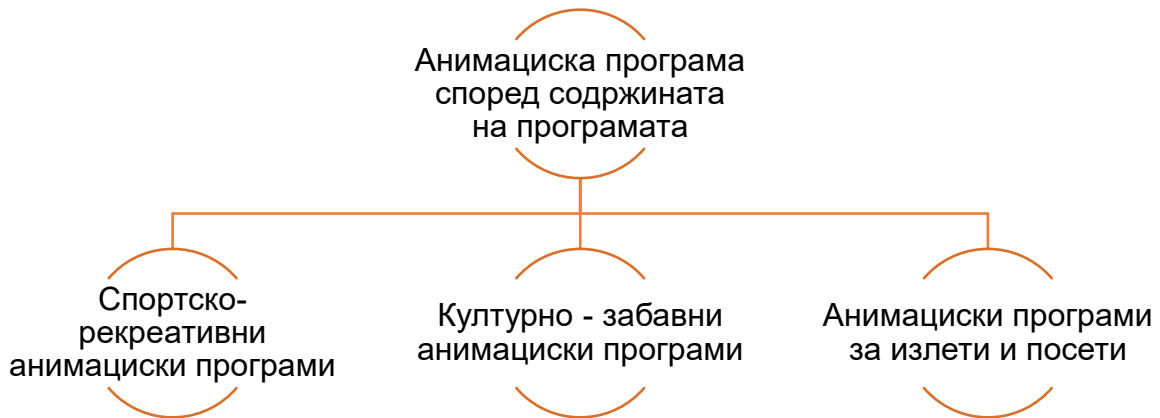 Анимациска програма
според содржината
на програмата
Спортско-
рекреативни
анимациски програми
Културно - забавни
анимациски програми
Анимациски програми
за излети и посети